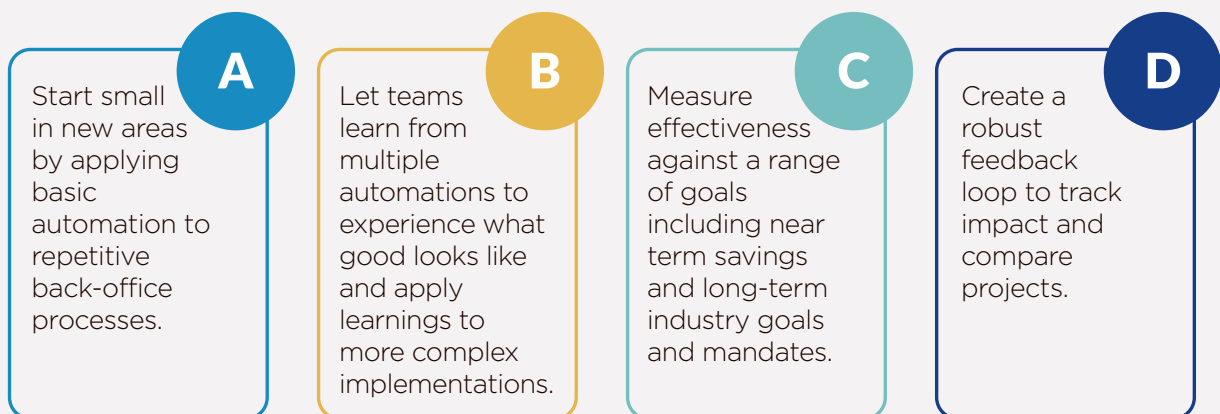 A
Start small
in new areas
by applying
basic
automation to
repetitive
back-office
processes.
B
Let teams
learn from
multiple
automations to
experience what
good looks like
and apply
learnings to
more complex
implementations.
C
Measure
effectiveness
against a range
of goals
including near
term savings
and long-term
industry goals
and mandates.
D
Create a
robust
feedback
loop to track
impact and
compare
projects.